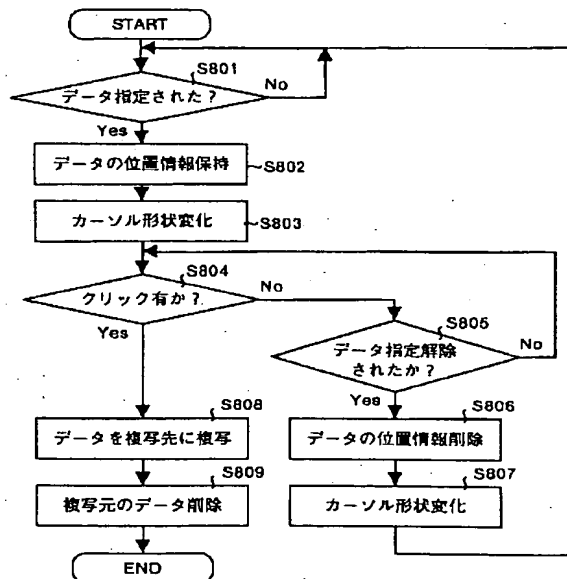 START
S801
データ指定された?
No
Yes
データの位置情報保持
S802
カーソル形状変化
S803
S804
クリック有か?
No
Yes
S805
データ指定解除
されたか?
No
Yes
S808
データを複写先に複写
S806
データの位置情報削除
S809
複写元のデータ削除
S807
カーソル形状変化
END